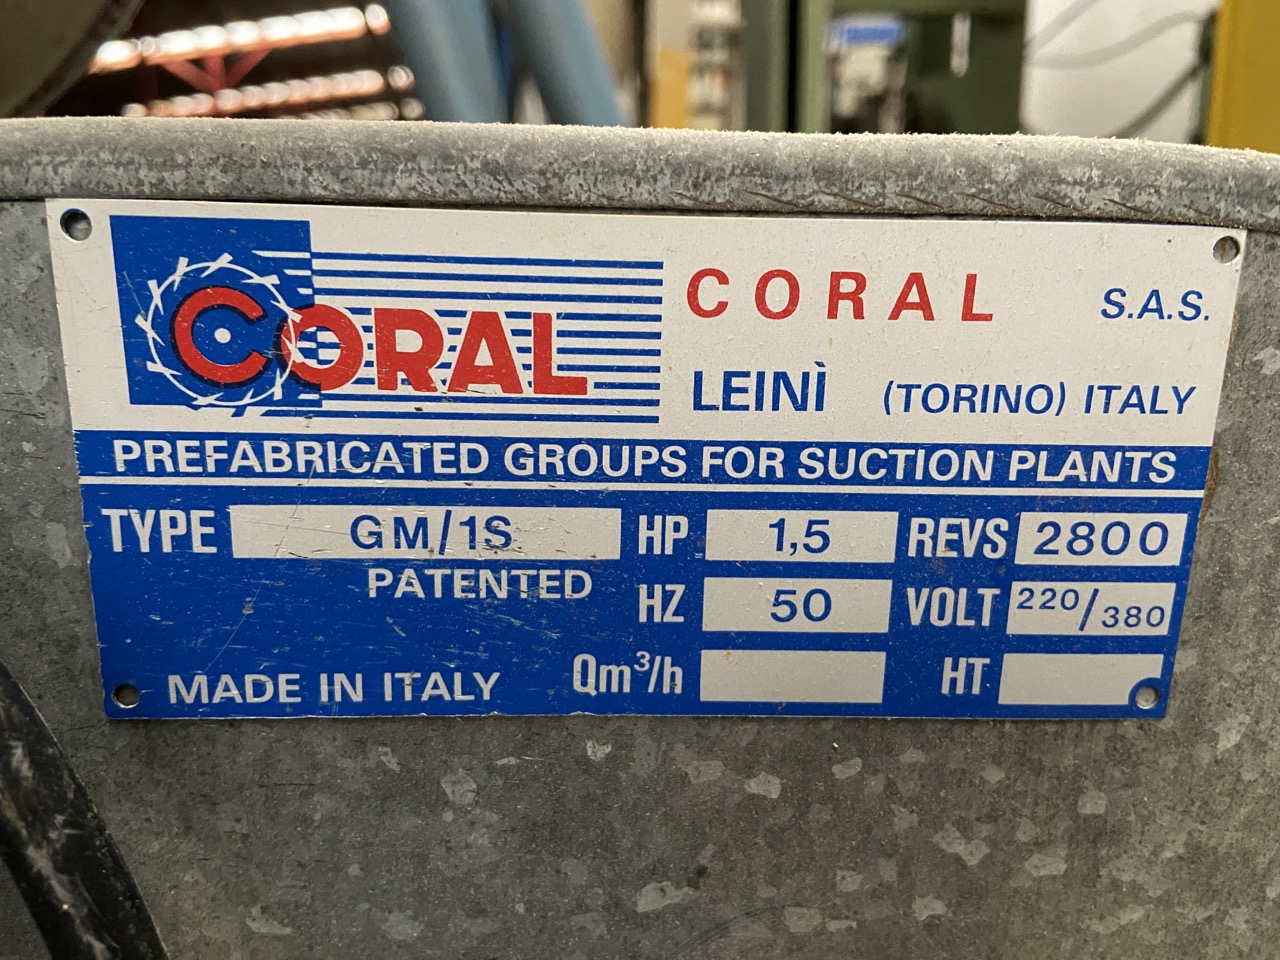 CORAL
CORAL S.A.S.
LEINÌ (TORINO) ITALY
PREFABRICATED GROUPS FOR SUCTION PLANTS
TYPE GM/1S HP 1,5 REVS 2800
PATENTED HZ 50 VOLT 220/380
MADE IN ITALY Qm³/h HT